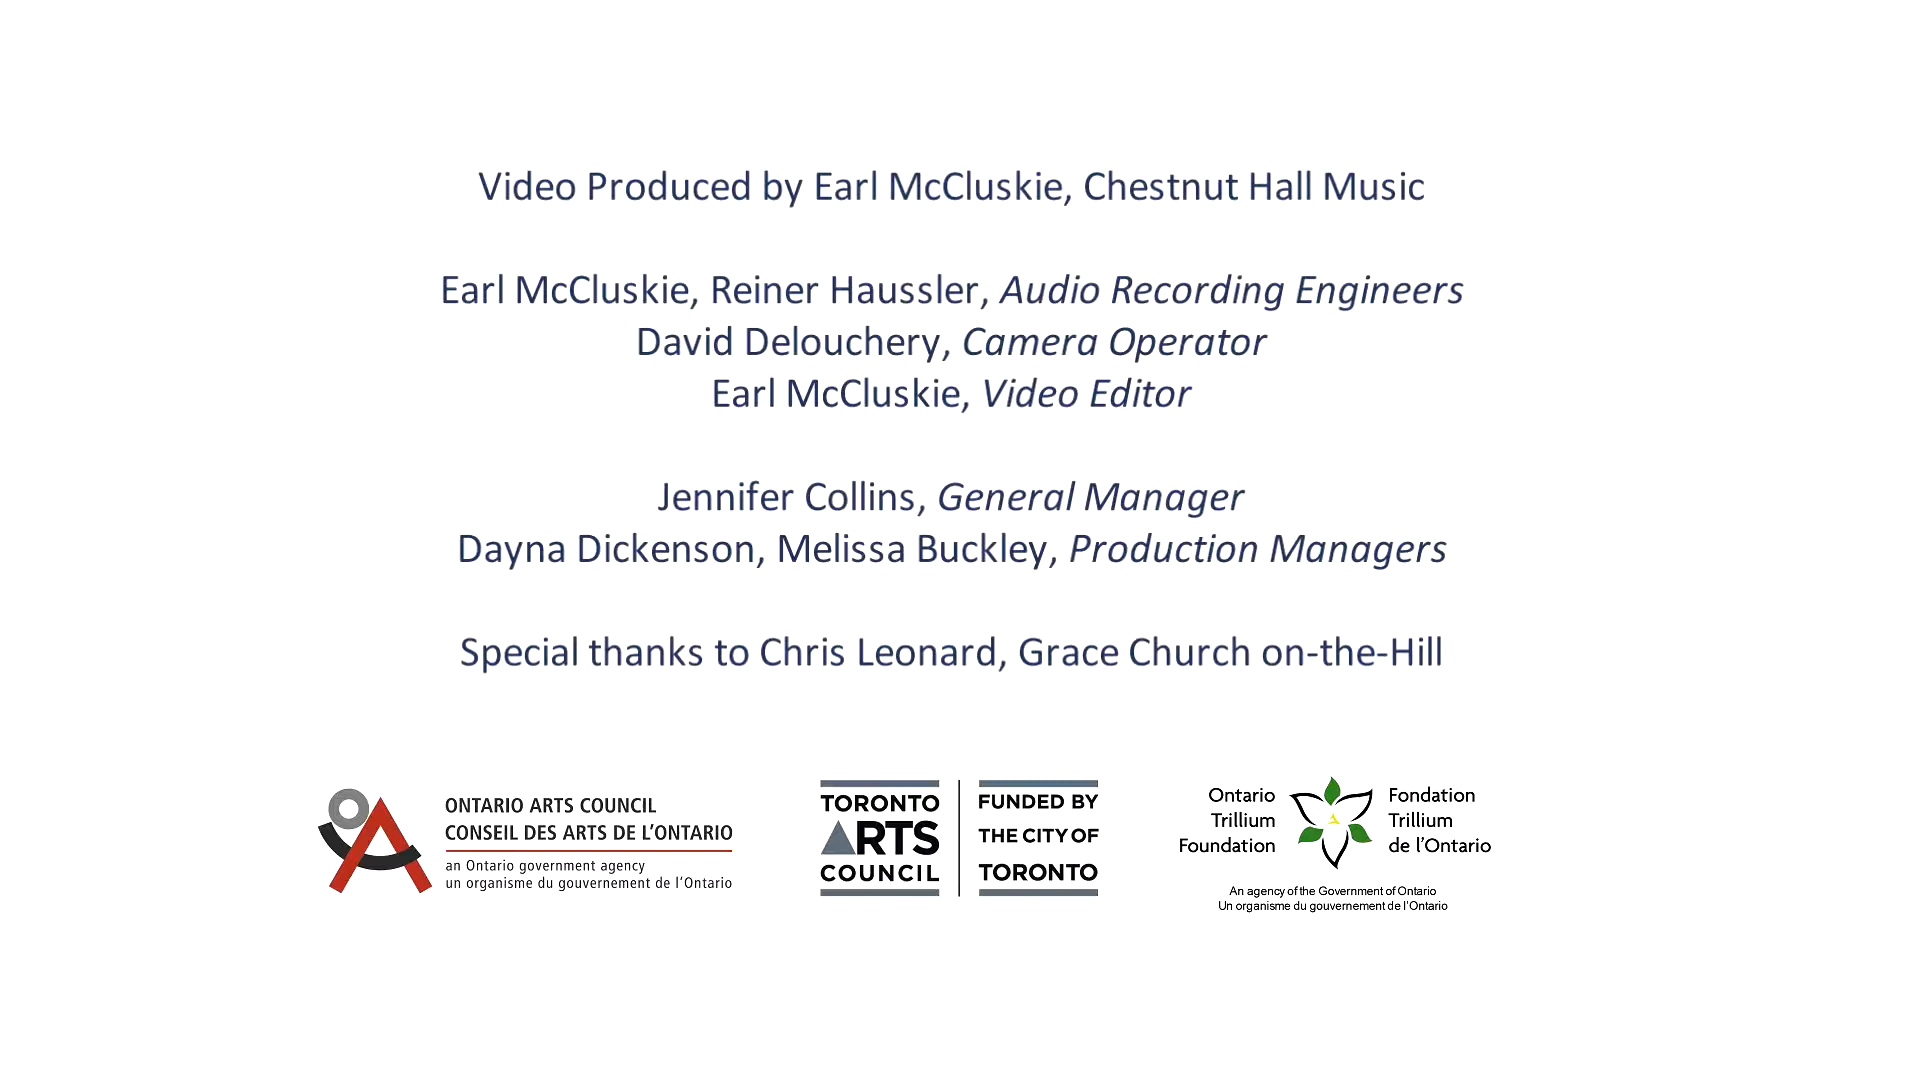 Video Produced by Earl McCluskie, Chestnut Hall Music
Earl McCluskie, Reiner Haussler, Audio Recording Engineers
David Delouchery, Camera Operator
Earl McCluskie, Video Editor
Jennifer Collins, General Manager
Dayna Dickenson, Melissa Buckley, Production Managers
Special thanks to Chris Leonard, Grace Church on-the-Hill
ONTARIO ARTS COUNCIL
CONSEIL DES ARTS DE L'ONTARIO
an Ontario government agency
un organisme du gouvernement de l'Ontario
TORONTO
ARTS
COUNCIL
FUNDED BY
THE CITY OF
TORONTO
Ontario
Trillium
Foundation
Fondation
Trillium
de l'Ontario
An agency of the Government of Ontario
Un organisme du gouvernement de l'Ontario